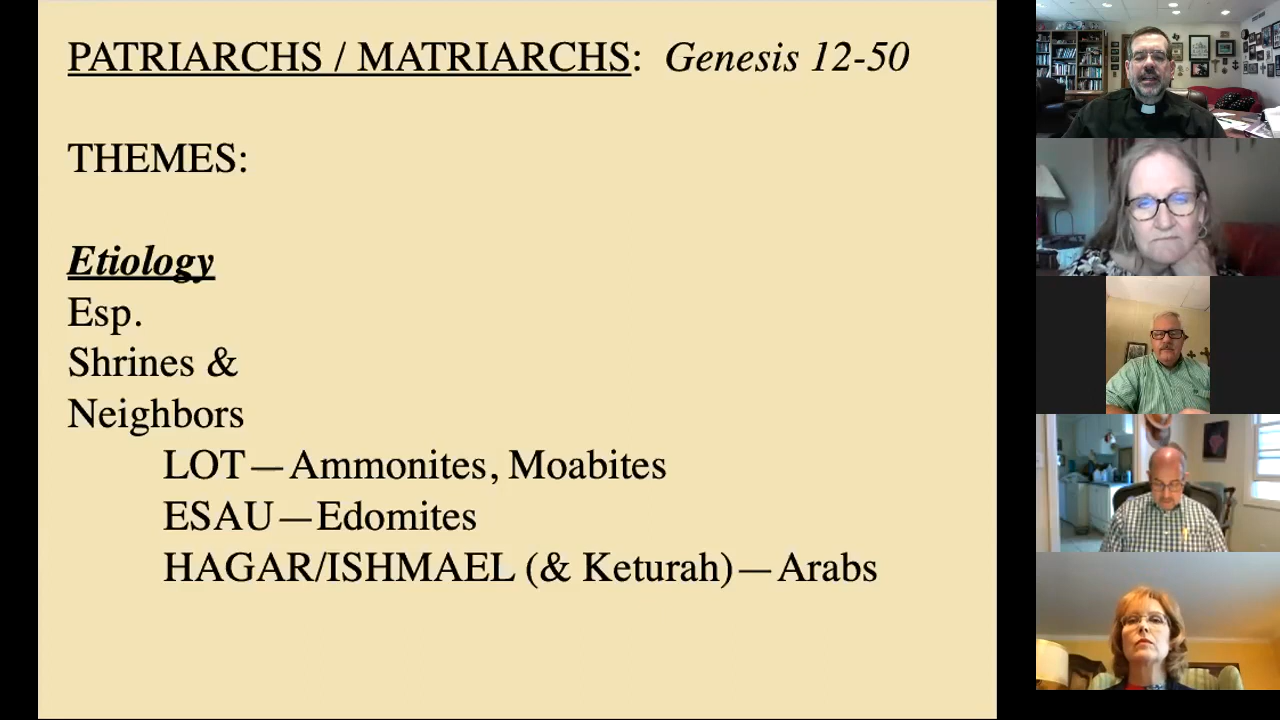 PATRIARCHS / MATRIARCHS: Genesis 12-50
THEMES:
Etiology
Esp.
Shrines &
Neighbors
LOT—Ammonites, Moabites
ESAU—Edomites
HAGAR/ISHMAEL (& Keturah)—Arabs